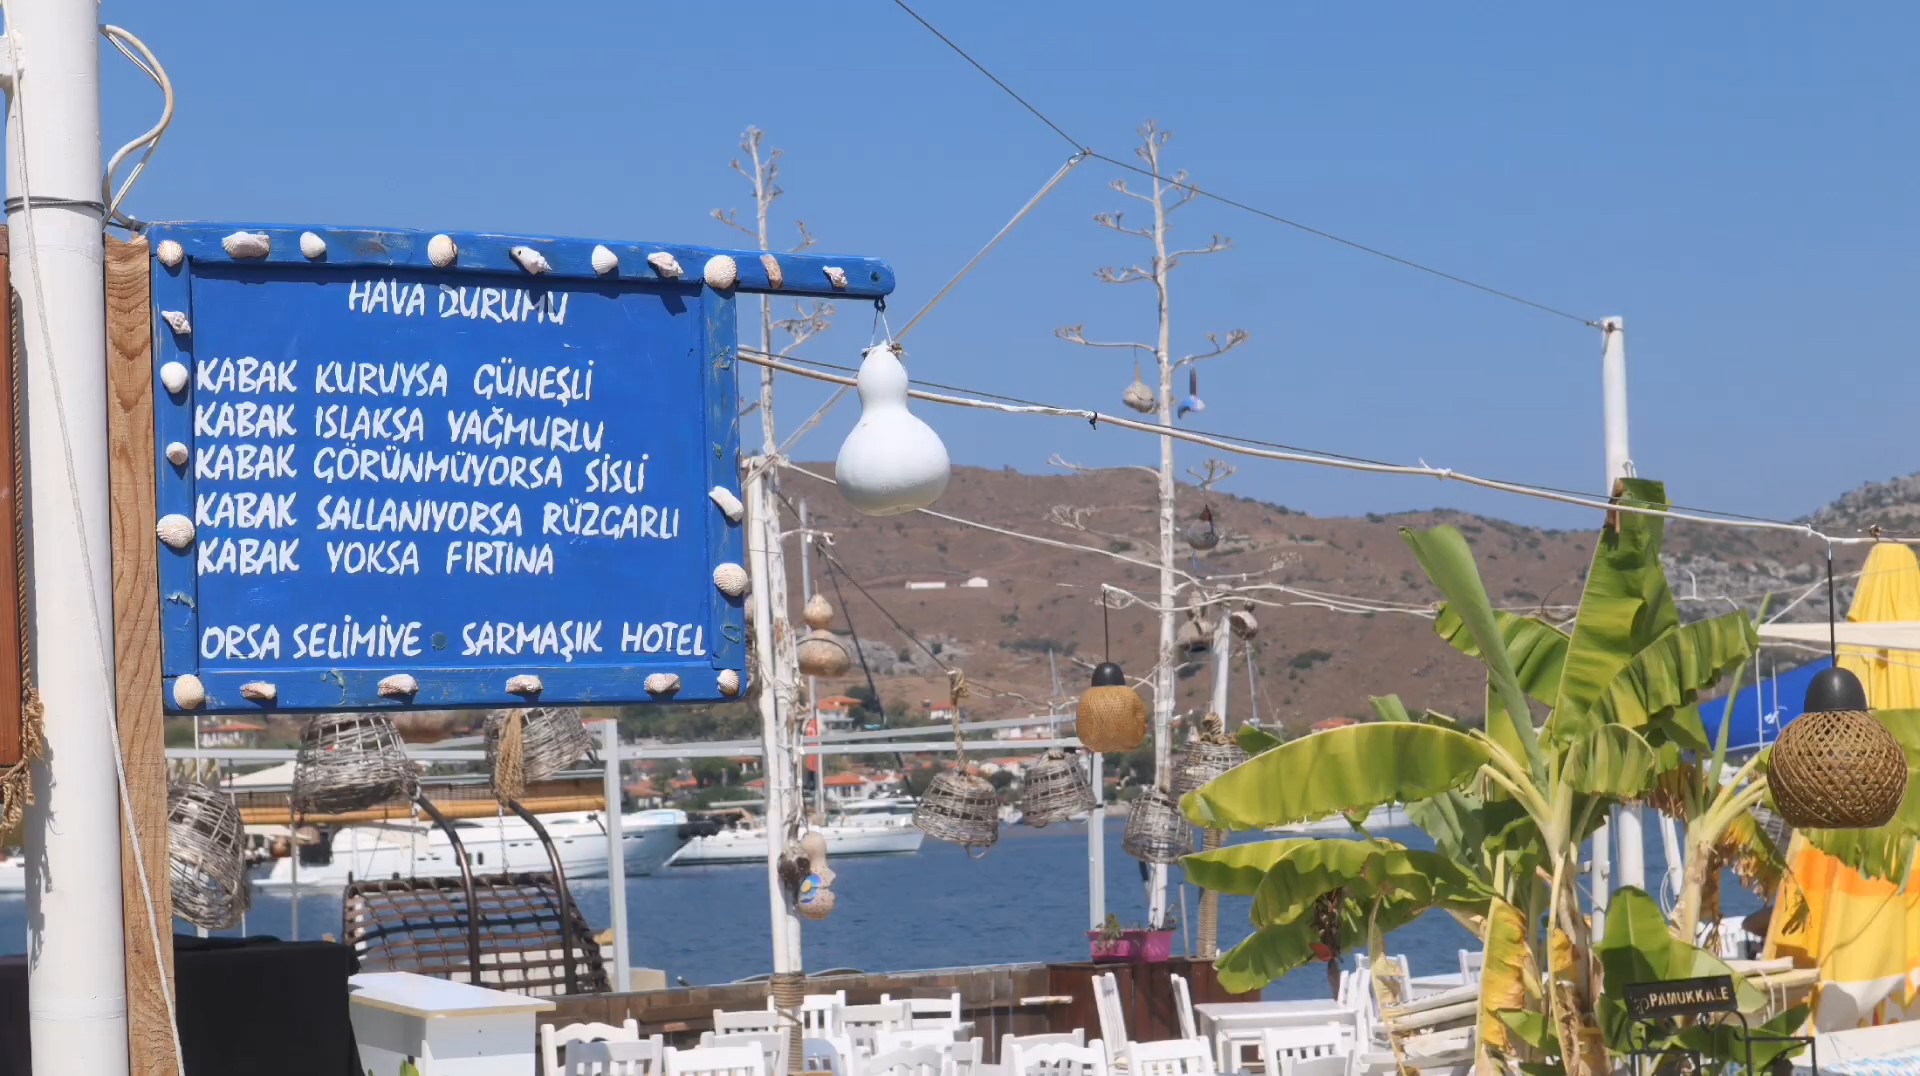 HAVA DURUMU
KABAK KURUYSA GÜNEŞLİ
KABAK ISLAKSA YAĞMURLU
KABAK GÖRÜNMÜYORSA SİSLİ
KABAK SALLANIYORSA RÜZGARLI
KABAK YOKSA FIRTINA
ORSA SELİMİYE SARMAŞIK HOTEL
PAMUKKALE